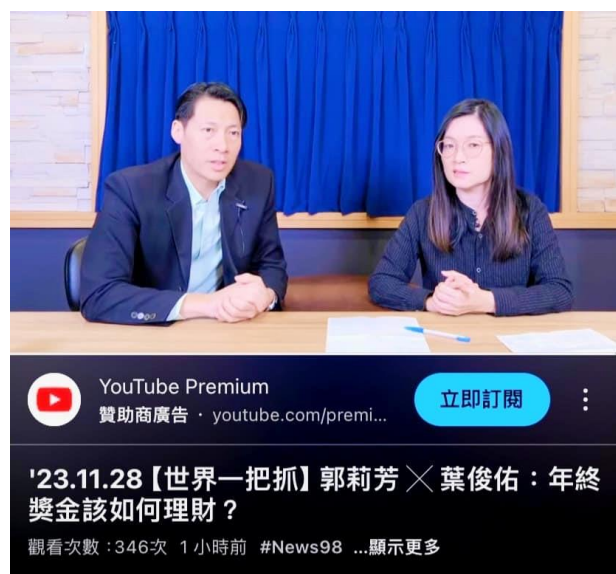 YouTube Premium
贊助商廣告 · youtube.com/premi...
立即訂閱
'23.11.28【世界一把抓】郭莉芳╳葉俊佑：年終
獎金該如何理財？
觀看次數：346次 1小時前 #News98 ...顯示更多